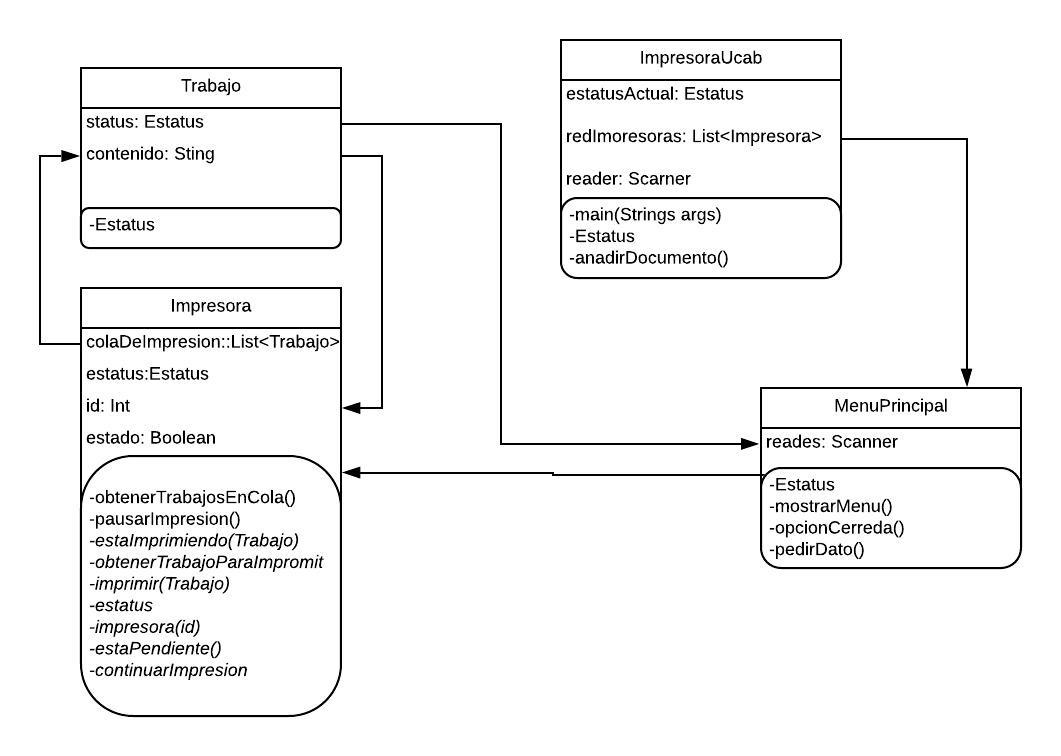 Trabajo
status: Estatus
contenido: Sting
-Estatus
ImpresoraUcab
estatusActual: Estatus
redImoresoras: List<Impresora>
reader: Scarner
-main(Strings args)
-Estatus
-anadirDocumento()
Impresora
colaDeImpresion::List<Trabajo>
estatus:Estatus
id: Int
estado: Boolean
-obtenerTrabajosEnCola()
-pausarImpresion()
-estaImprimiendo(Trabajo)
-obtenerTrabajoParaImpromit
-imprimir(Trabajo)
-estatus
-impresora(id)
-estaPendiente()
-continuarImpresion
MenuPrincipal
reades: Scanner
-Estatus
-mostrarMenu()
-opcionCerreda()
-pedirDato()